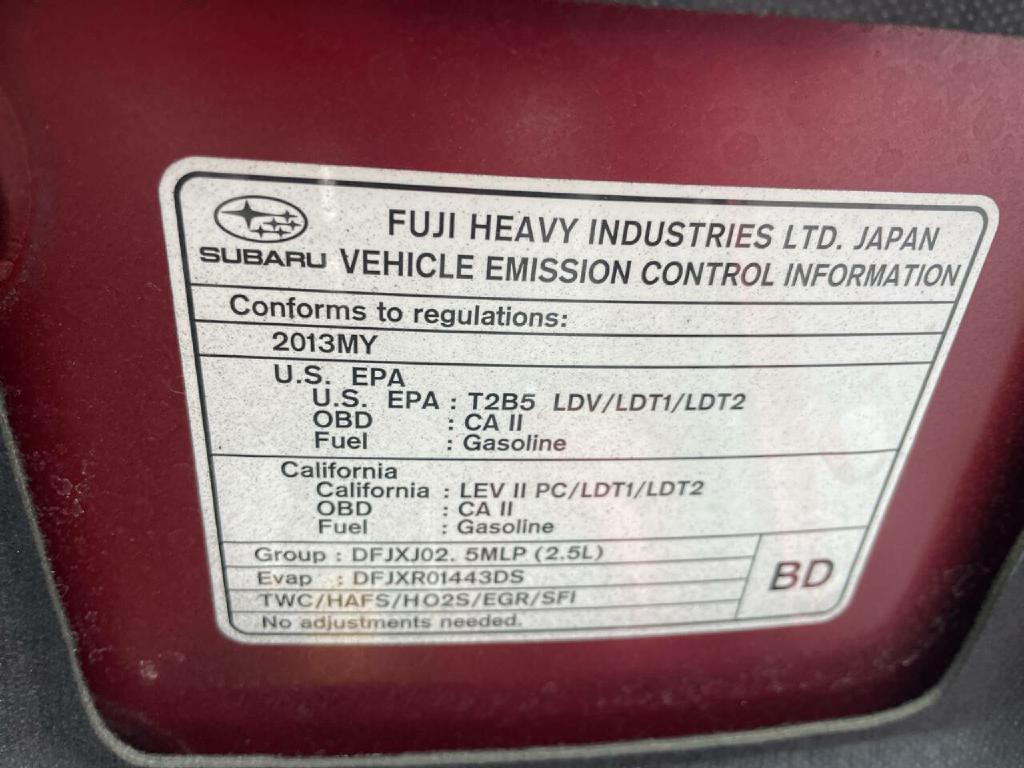 FUJI HEAVY INDUSTRIES LTD. JAPAN
SUBARU VEHICLE EMISSION CONTROL INFORMATION
Conforms to regulations:
2013MY
U.S. EPA
U.S. EPA : T2B5 LDV/LDT1/LDT2
OBD : CA II
Fuel : Gasoline
California
California : LEV II PC/LDT1/LDT2
OBD : CA II
Fuel : Gasoline
Group : DFJXJ02. 5MLP (2.5L)
Evap : DFJXR01443DS
BD
TWC/HAFS/HO2S/EGR/SFI
No adjustments needed.